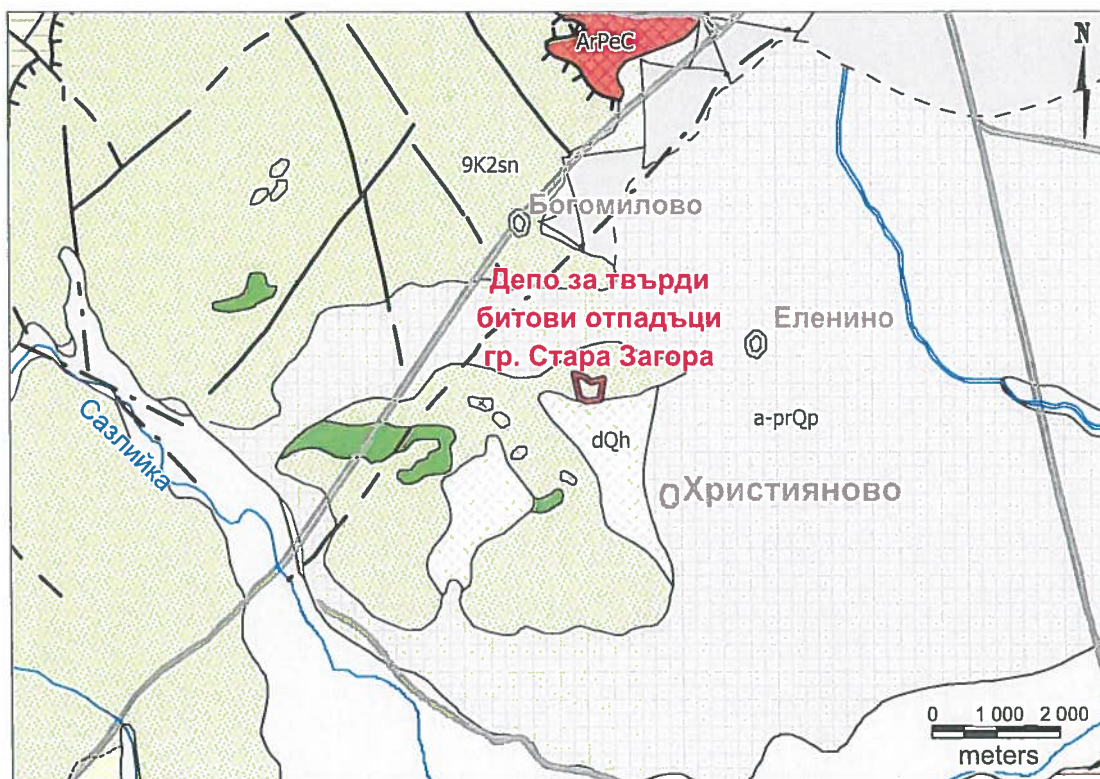 ArPeC
N
9K2sn
Богомилово
Депо за твърди
битови отпадъци
гр. Стара Загора
Еленино
Сазлийка
dQh
a-prQp
Християново
0 1 000 2 000
meters